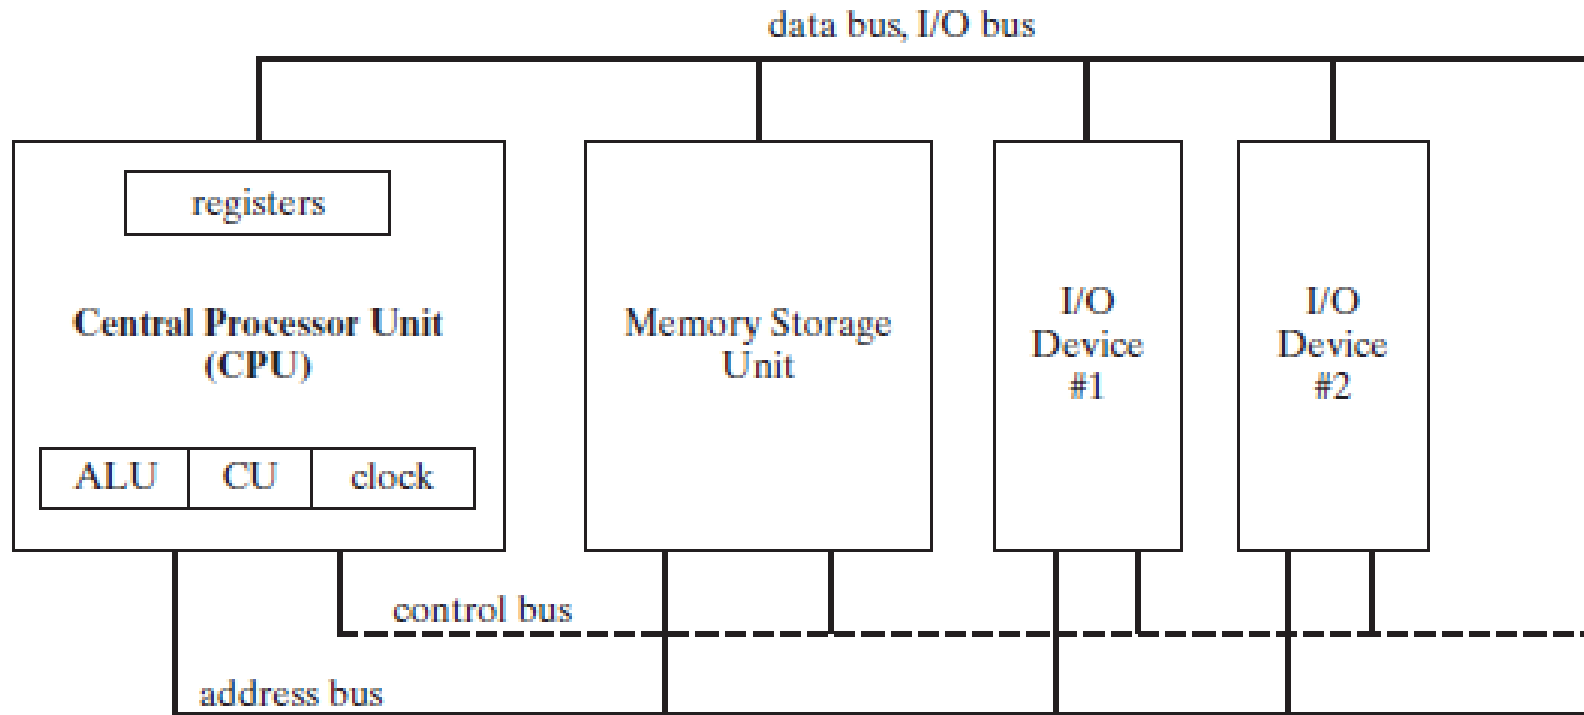 data bus, I/O bus
registers
Central Processor Unit
(CPU)
ALU
CU
clock
Memory Storage
Unit
I/O
Device
#1
I/O
Device
#2
control bus
address bus